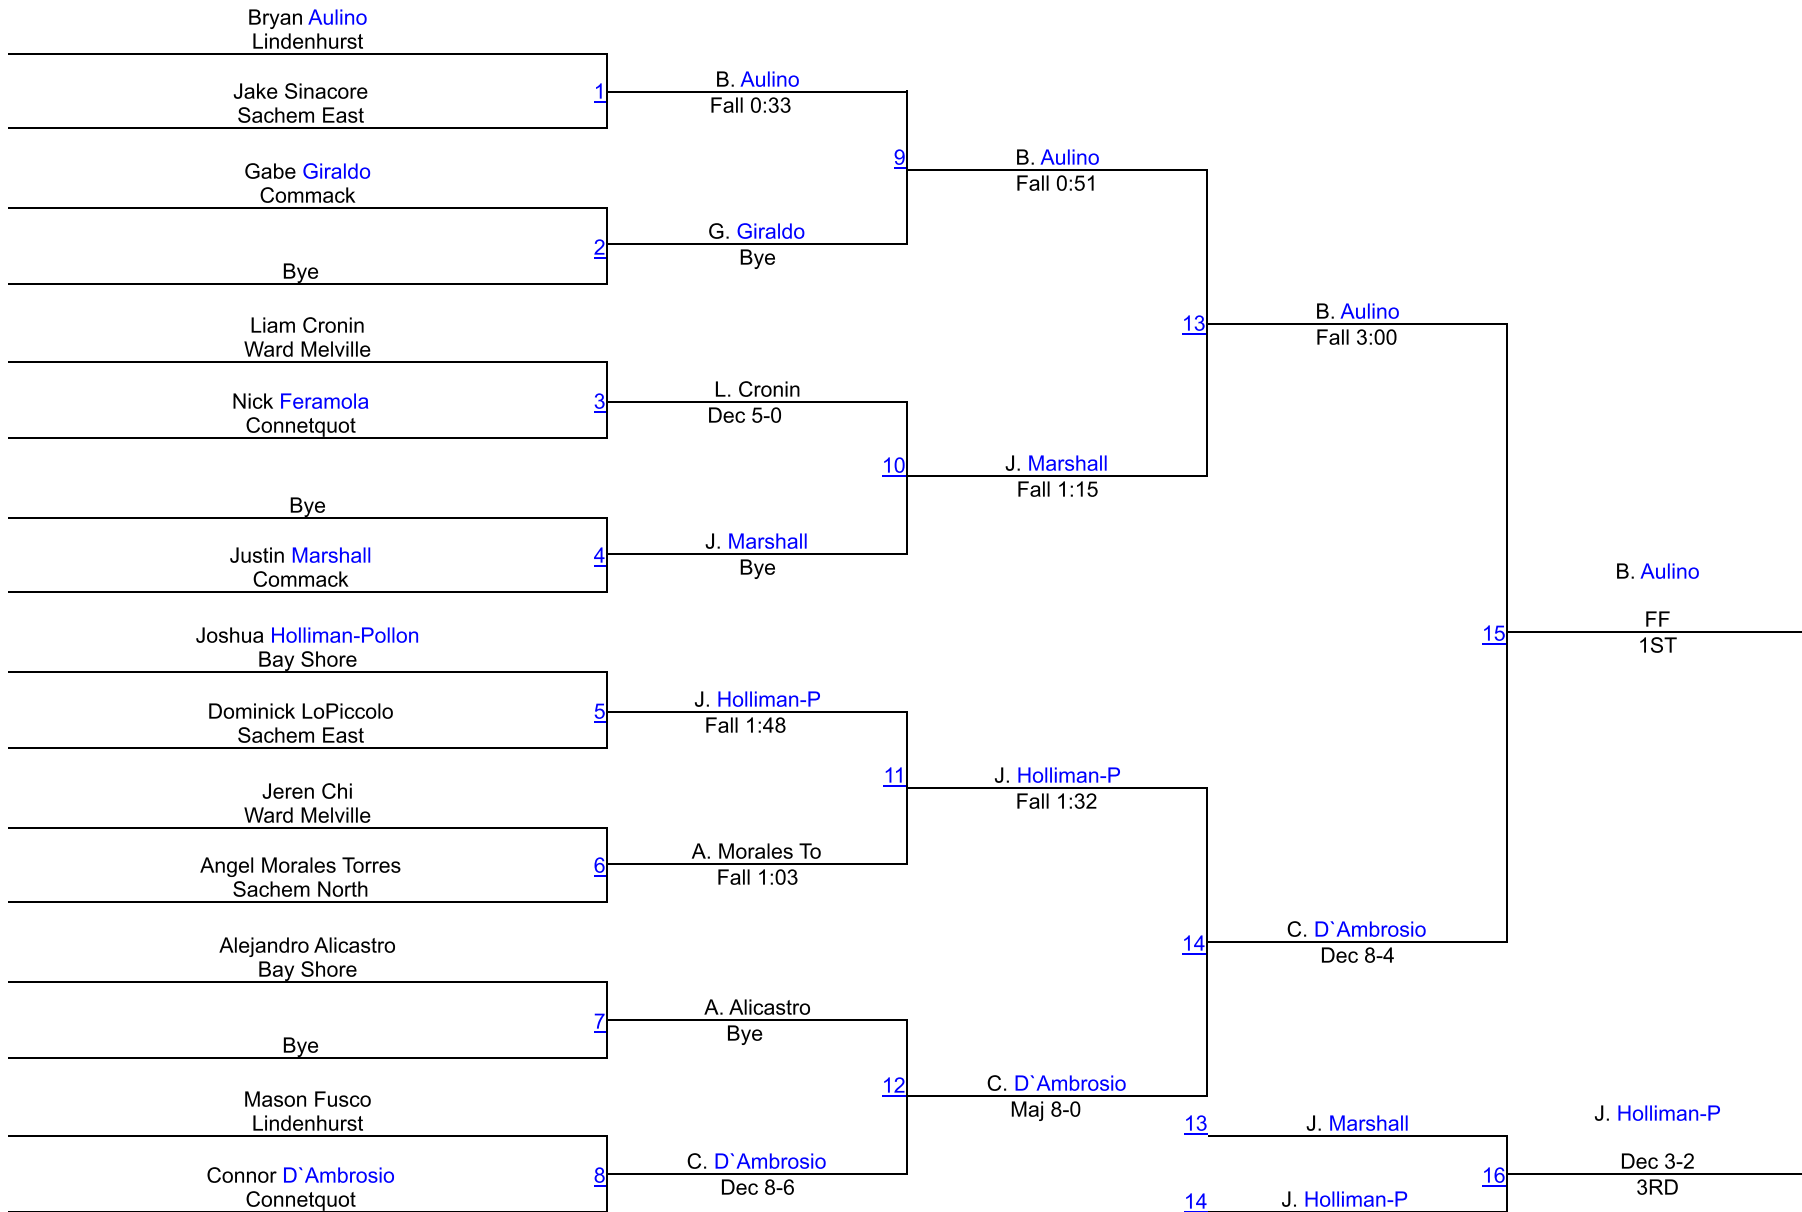 Bryan Aulino
Lindenhurst
Jake Sinacore
Sachem East
1
Gabe Giraldo
Commack
2
Bye
Liam Cronin
Ward Melville
Nick Feramola
Connetquot
3
Bye
Justin Marshall
Commack
4
Joshua Holliman-Pollon
Bay Shore
Dominick LoPiccolo
Sachem East
5
Jeren Chi
Ward Melville
Angel Morales Torres
Sachem North
6
Alejandro Alicastro
Bay Shore
7
Bye
Mason Fusco
Lindenhurst
Connor D`Ambrosio
Connetquot
8
B. Aulino
Fall 0:33
9
G. Giraldo
Bye
L. Cronin
Dec 5-0
10
J. Marshall
Bye
J. Holliman-P
Fall 1:48
11
A. Morales To
Fall 1:03
A. Alicastro
Bye
12
C. D`Ambrosio
Dec 8-6
B. Aulino
Fall 0:51
13
J. Marshall
Fall 1:15
J. Holliman-P
Fall 1:32
14
C. D`Ambrosio
Maj 8-0
B. Aulino
Fall 3:00
15
C. D`Ambrosio
Dec 8-4
B. Aulino
FF
1ST
13
J. Marshall
16
14
J. Holliman-P
J. Holliman-P
Dec 3-2
3RD